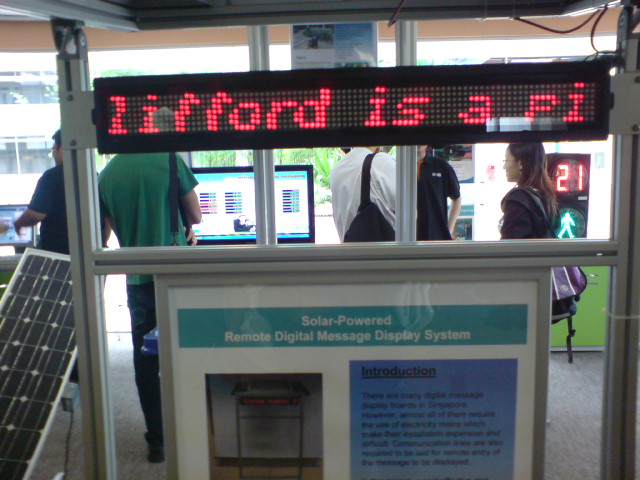 lifford is a pi
21
Solar-Powered
Remote Digital Message Display System
Introduction
There are many digital message
display boards in Singapore.
However, almost all of them require
the use of electricity mains which
make their installation expensive and
difficult. Communication lines are also
required to be laid for remote entry of
the message to be displayed.